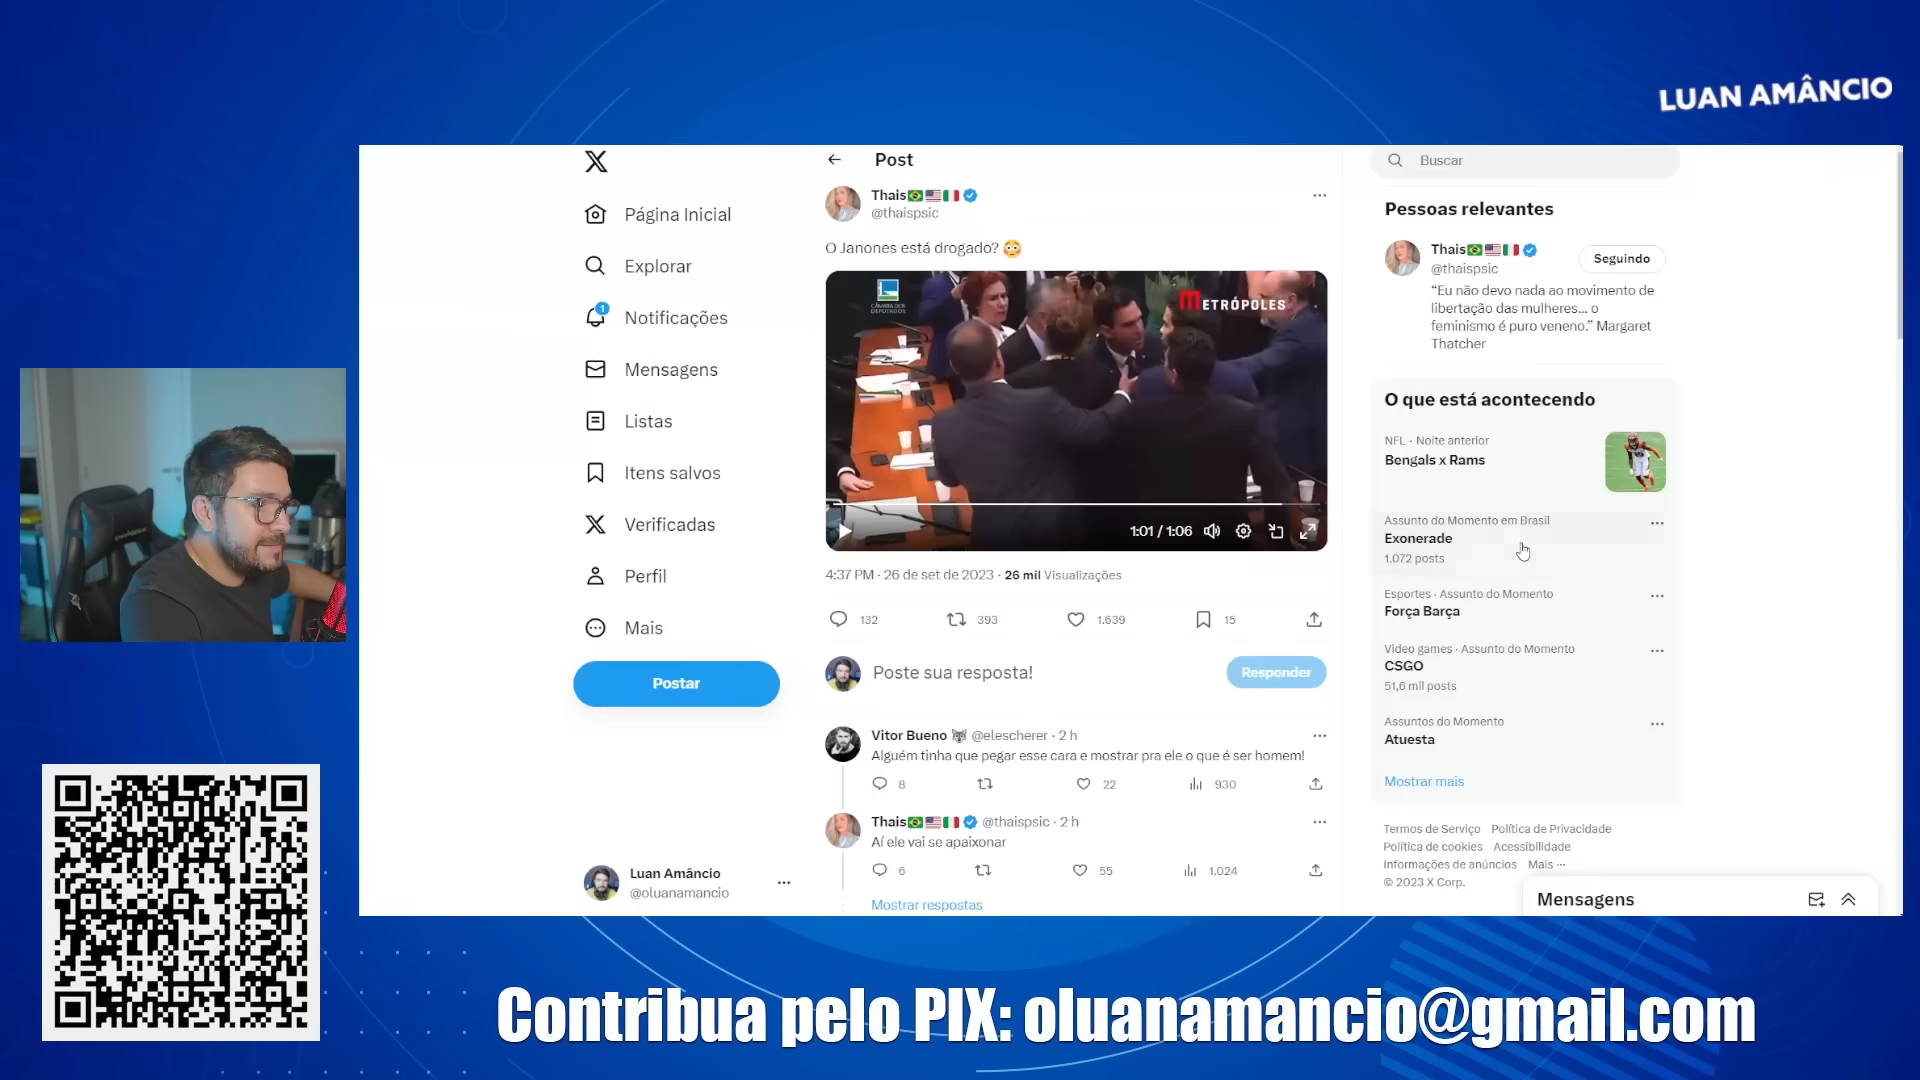 LUAN AMÂNCIO
Página Inicial
Explorar
1
Notificações
Mensagens
Listas
Itens salvos
Verificadas
Perfil
Mais
Postar
Luan Amâncio
@oluanamancio
Post
Thais
@thaispsic
O Janones está drogado?
CÂMARA DOS
DEPUTADOS
METRÓPOLES
1:01 / 1:06
4:37 PM · 26 de set de 2023 · 26 mil Visualizações
132 393 1.639 15
Poste sua resposta!
Responder
Vitor Bueno @elescherer · 2 h
Alguém tinha que pegar esse cara e mostrar pra ele o que é ser homem!
8 22 930
Thais @thaispsic · 2 h
Aí ele vai se apaixonar
6 55 1.024
Mostrar respostas
Buscar
Pessoas relevantes
Thais
@thaispsic
Seguindo
“Eu não devo nada ao movimento de
libertação das mulheres... o
feminismo é puro veneno.” Margaret
Thatcher
O que está acontecendo
NFL · Noite anterior
Bengals x Rams
Assunto do Momento em Brasil
Exonerade
1.072 posts
Esportes · Assunto do Momento
Força Barça
Video games · Assunto do Momento
CSGO
51,6 mil posts
Assuntos do Momento
Atuesta
Mostrar mais
Termos de Serviço Política de Privacidade
Política de cookies Acessibilidade
Informações de anúncios Mais ···
© 2023 X Corp.
Mensagens
Contribua pelo PIX: oluanamancio@gmail.com